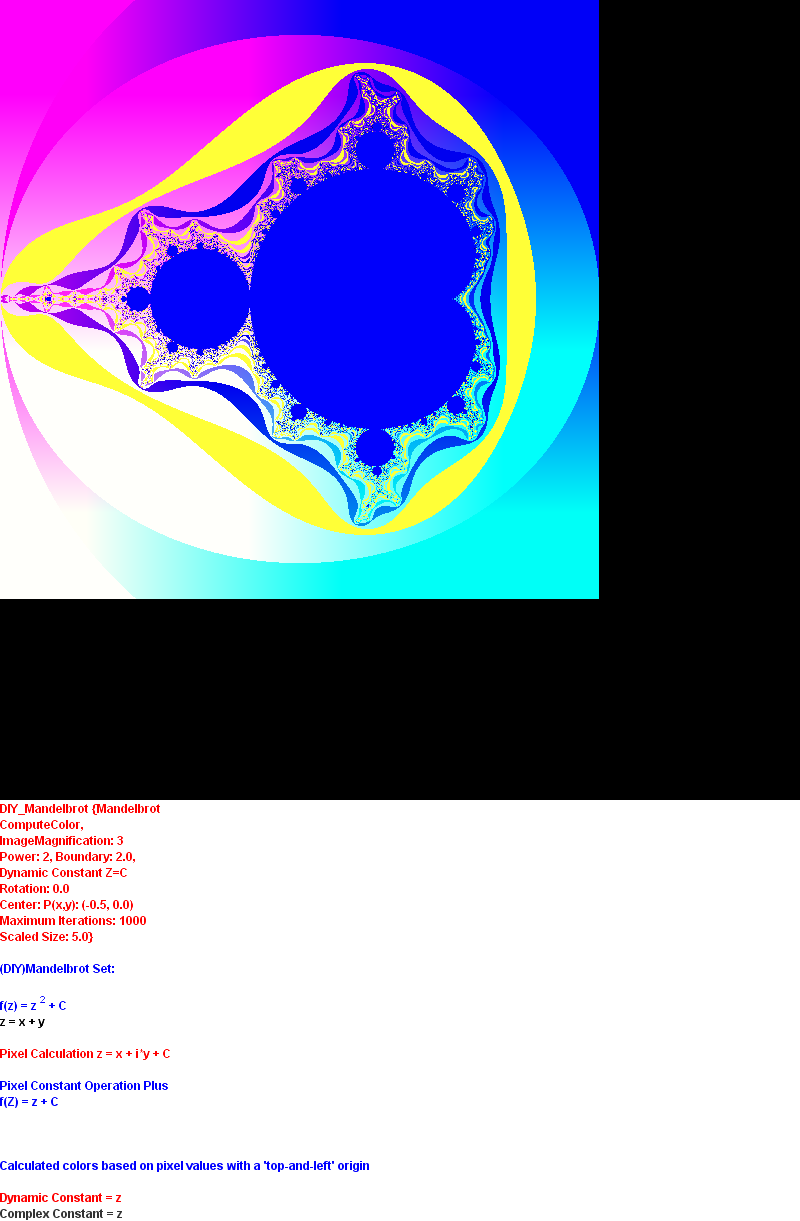 DIY_Mandelbrot {Mandelbrot
ComputeColor,
ImageMagnification: 3
Power: 2, Boundary: 2.0,
Dynamic Constant Z=C
Rotation: 0.0
Center: P(x,y): (-0.5, 0.0)
Maximum Iterations: 1000
Scaled Size: 5.0}
(DIY)Mandelbrot Set:
f(z) = z 2 + C
z = x + y
Pixel Calculation z = x + i*y + C
Pixel Constant Operation Plus
f(Z) = z + C
Calculated colors based on pixel values with a 'top-and-left' origin
Dynamic Constant = z
Complex Constant = z